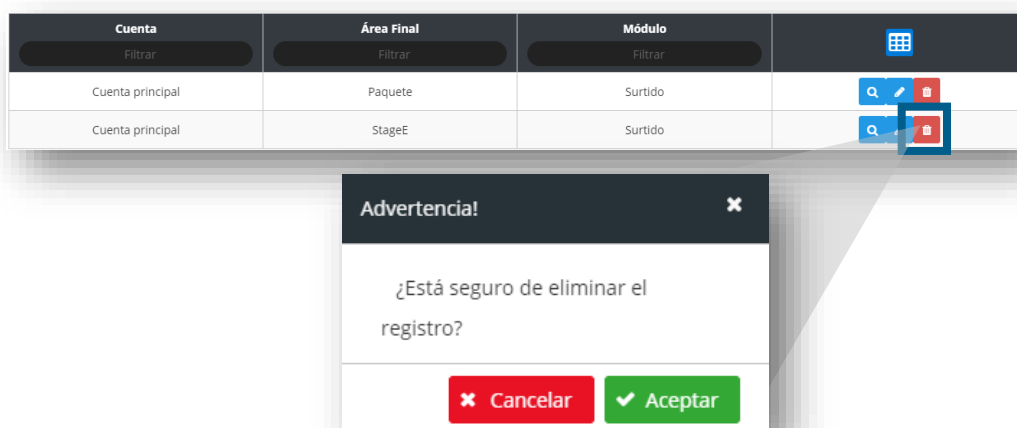 Cuenta Área Final Módulo
Filtrar Filtrar Filtrar
Cuenta principal Paquete Surtido
Cuenta principal StageE Surtido
Advertencia!
¿Está seguro de eliminar el
registro?
Cancelar Aceptar